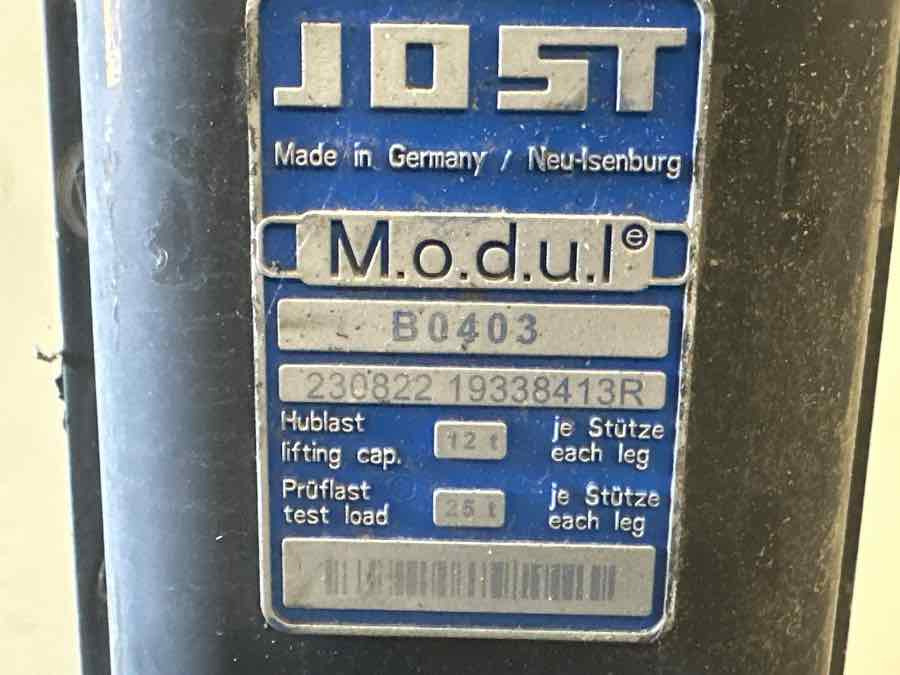 JOST
Made in Germany / Neu-Isenburg
M.o.d.u.l e
B0403
230822 19338413R
Hublast
lifting cap.
12 t
je Stütze
each leg
Prüflast
test load
25 t
je Stütze
each leg